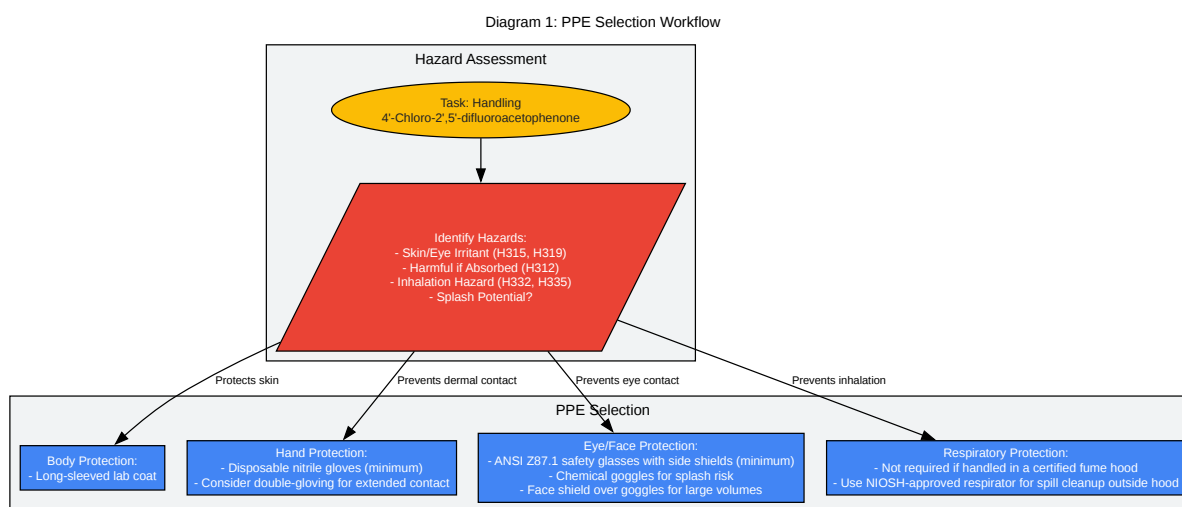 Diagram 1: PPE Selection Workflow
Hazard Assessment
Task: Handling
4'-Chloro-2',5'-difluoroacetophenone
Identify Hazards:
- Skin/Eye Irritant (H315, H319)
- Harmful if Absorbed (H312)
- Inhalation Hazard (H332, H335)
- Splash Potential?
Protects skin
Prevents dermal contact
Prevents eye contact
Prevents inhalation
PPE Selection
Body Protection:
- Long-sleeved lab coat
Hand Protection:
- Disposable nitrile gloves (minimum)
- Consider double-gloving for extended contact
Eye/Face Protection:
- ANSI Z87.1 safety glasses with side shields (minimum)
- Chemical goggles for splash risk
- Face shield over goggles for large volumes
Respiratory Protection:
- Not required if handled in a certified fume hood
- Use NIOSH-approved respirator for spill cleanup outside hood